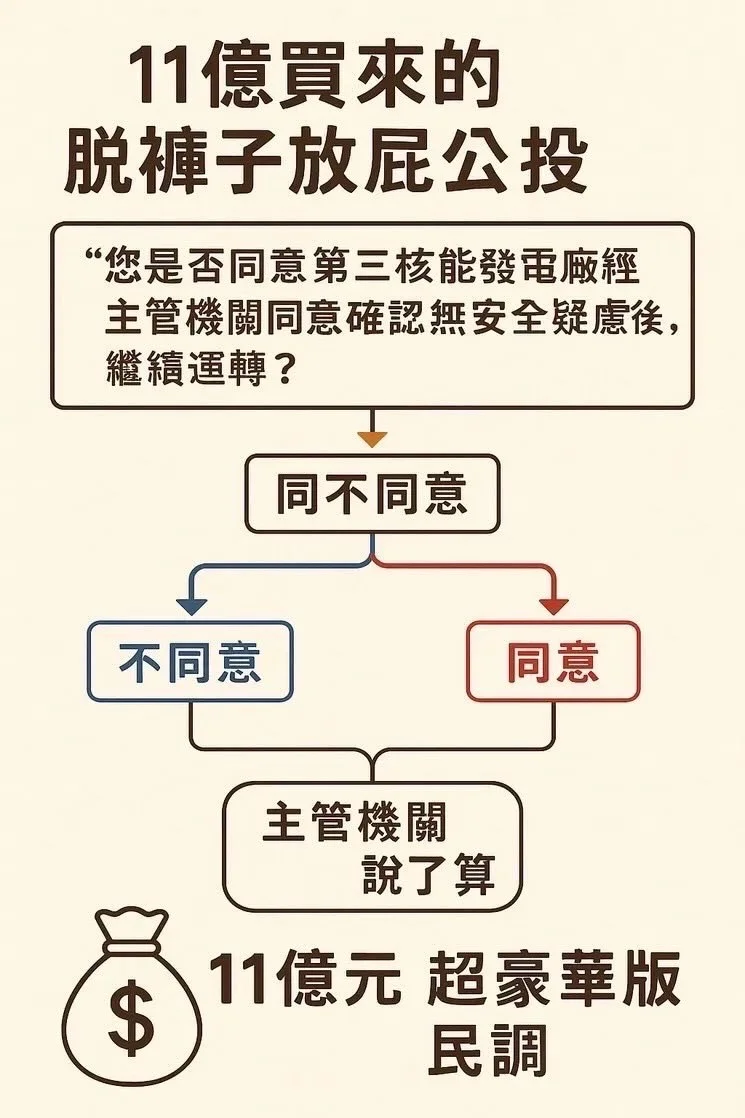 11億買來的
脫褲子放屁公投
“您是否同意第三核能發電廠經
主管機關同意確認無安全疑慮後，
繼續運轉？
同不同意
不同意
同意
主管機關
說了算
$
11億元 超豪華版
民調